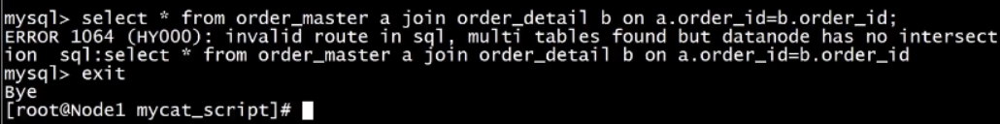 mysql> select * from order_master a join order_detail b on a.order_id=b.order_id;
ERROR 1064 (HY000): invalid route in sql, multi tables found but datanode has no intersect
ion  sql:select * from order_master a join order_detail b on a.order_id=b.order_id
mysql> exit
Bye
[root@Node1 mycat_script]#